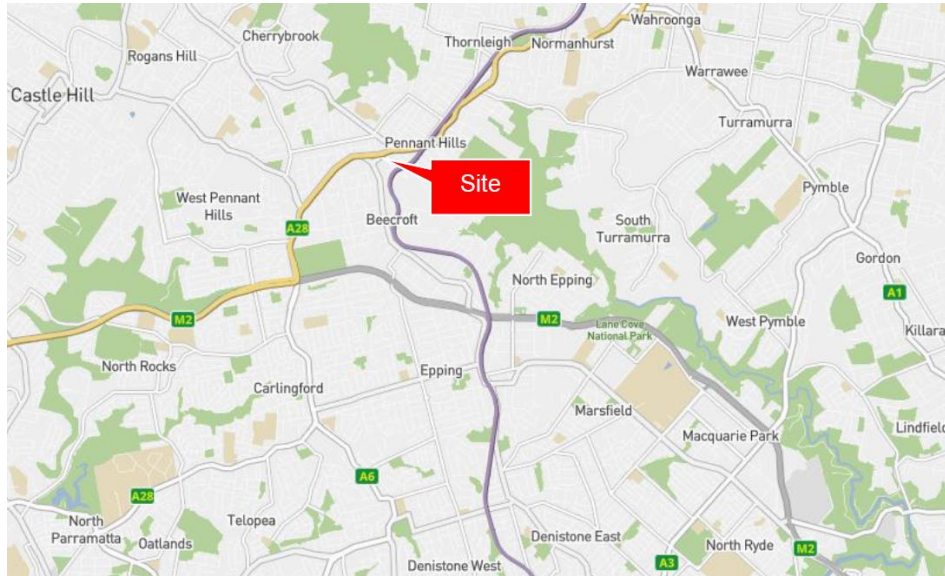 Wahroonga
Cherrybrook
Thornleigh
Normanhurst
Rogans Hill
Warrawee
Castle Hill
Turramurra
Pennant Hills
Site
Pymble
West Pennant
Hills
Beecroft
A28
South
Turramurra
Gordon
North Epping
A1
M2
M2
Lane Cove
National Park
West Pymble
Killara
North Rocks
Epping
Carlingford
Marsfield
Macquarie Park
Lindfield
A6
A28
North
Parramatta
Telopea
Oatlands
Denistone East
North Ryde
M2
Denistone West
A3